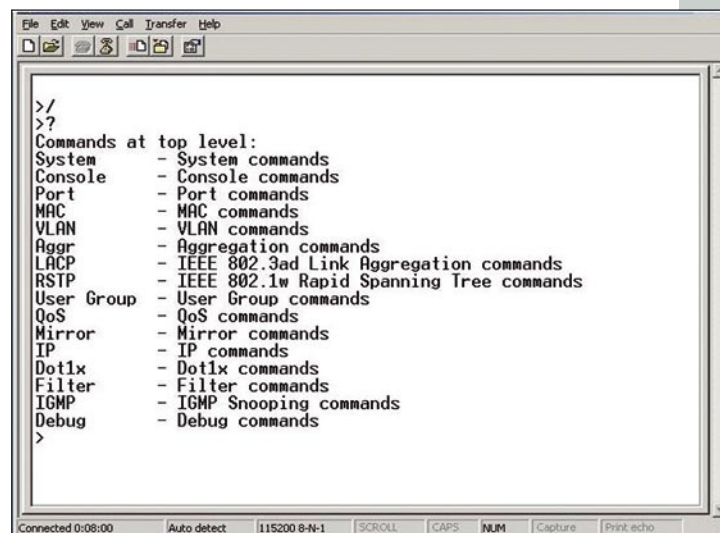 File Edit View Call Transfer Help
>/
>?
Commands at top level:
System - System commands
Console - Console commands
Port - Port commands
MAC - MAC commands
VLAN - VLAN commands
Aggr - Aggregation commands
LACP - IEEE 802.3ad Link Aggregation commands
RSTP - IEEE 802.1w Rapid Spanning Tree commands
User Group - User Group commands
QoS - QoS commands
Mirror - Mirror commands
IP - IP commands
Dot1x - Dot1x commands
Filter - Filter commands
IGMP - IGMP Snooping commands
Debug - Debug commands
>
Connected 0:08:00 Auto detect 115200 8-N-1 SCROLL CAPS NUM Capture Print echo